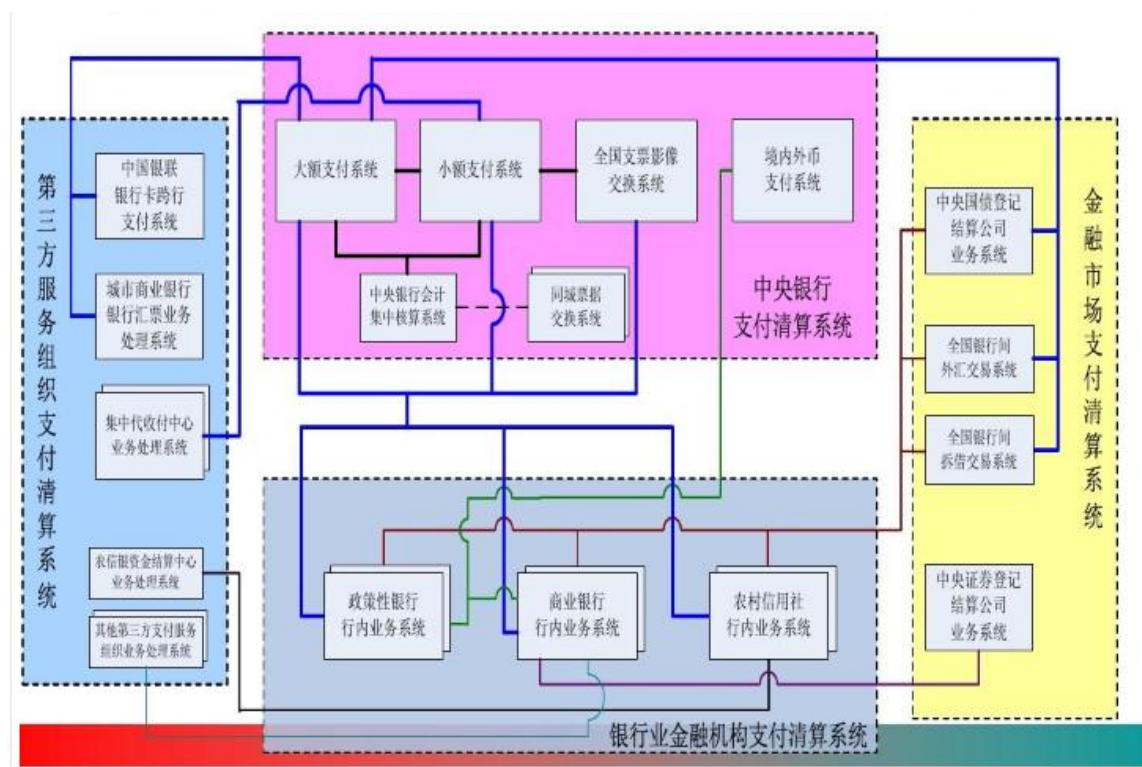 第三方服务组织支付清算系统
中国银联
银行卡跨行
支付系统
城市商业银行
银行汇票业务
处理系统
集中代收付中心
业务处理系统
农信银资金结算中心
业务处理系统
其他第三方支付服务
组织业务处理系统
大额支付系统
小额支付系统
全国支票影像
交换系统
境内外币
支付系统
中央银行会计
集中核算系统
同城票据
交换系统
中央银行
支付清算系统
政策性银行
行内业务系统
商业银行
行内业务系统
农村信用社
行内业务系统
银行业金融机构支付清算系统
中央国债登记
结算公司
业务系统
全国银行间
外汇交易系统
全国银行间
拆借交易系统
中央证券登记
结算公司
业务系统
金融市场支付清算系统